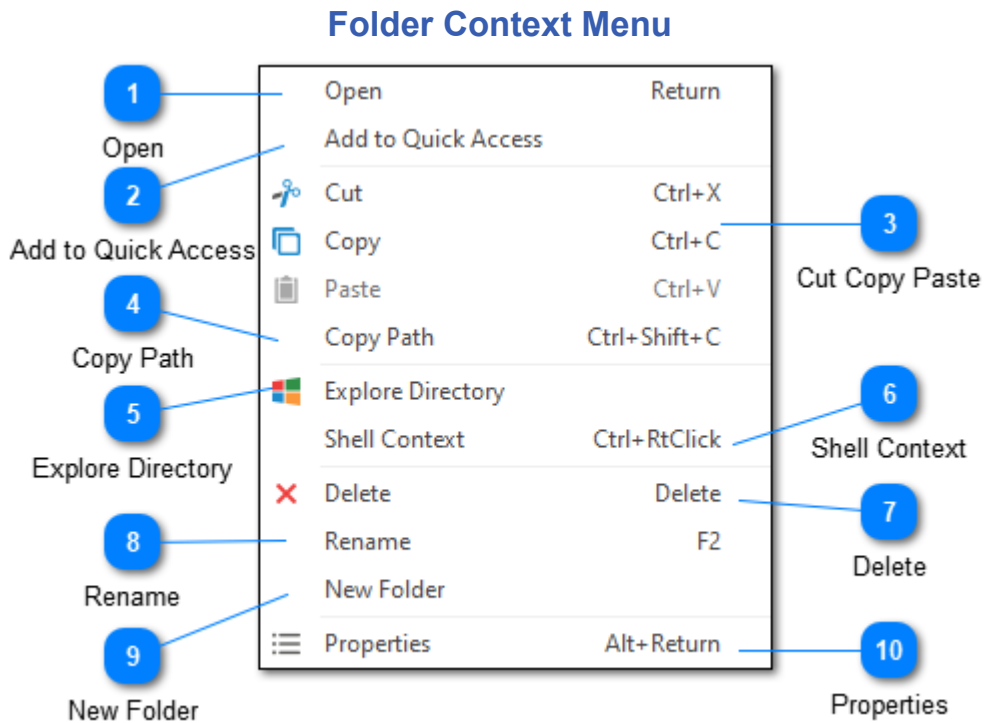 Folder Context Menu
1
Open
2
Add to Quick Access
4
Copy Path
5
Explore Directory
8
Rename
9
New Folder
Open Return
Add to Quick Access
Cut Ctrl+X
Copy Ctrl+C
Paste Ctrl+V
Copy Path Ctrl+Shift+C
Explore Directory
Shell Context Ctrl+RtClick
Delete Delete
Rename F2
New Folder
Properties Alt+Return
3
Cut Copy Paste
6
Shell Context
7
Delete
10
Properties